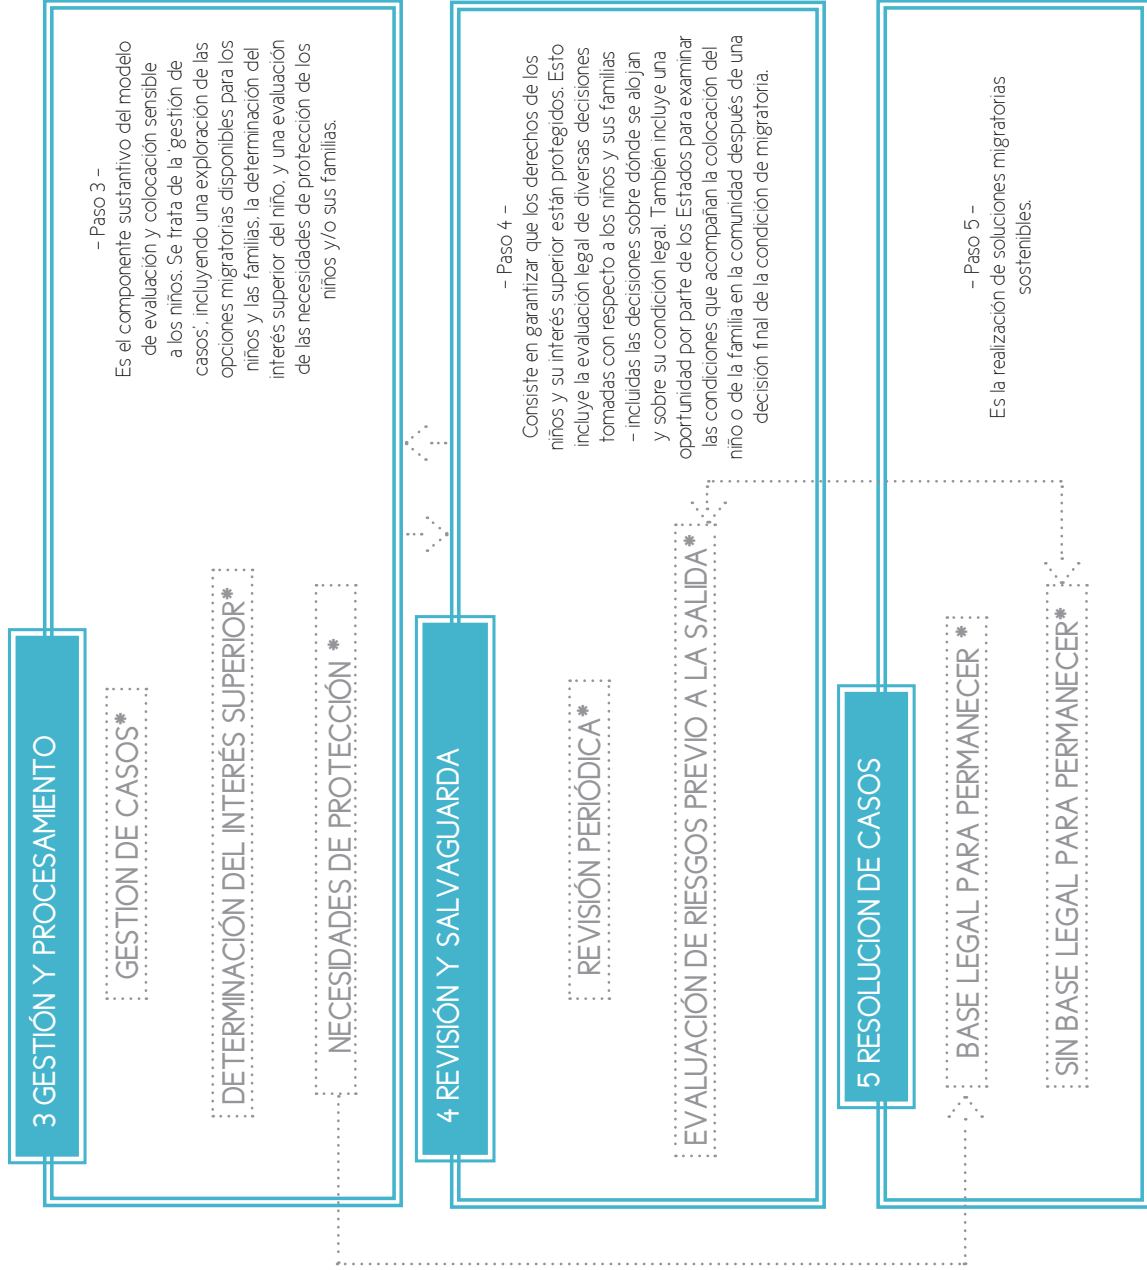 3 GESTIÓN Y PROCESAMIENTO
GESTION DE CASOS*
DETERMINACIÓN DEL INTERÉS SUPERIOR*
NECESIDADES DE PROTECCIÓN *
– Paso 3 –
Es el componente sustantivo del modelo
de evaluación y colocación sensible
a los niños. Se trata de la ‘gestión de
casos’, incluyendo una exploración de las
opciones migratorias disponibles para los
niños y las familias, la determinación del
interés superior del niño, y una evaluación
de las necesidades de protección de los
niños y/o sus familias.
4 REVISIÓN Y SALVAGUARDA
REVISIÓN PERIÓDICA*
EVALUACIÓN DE RIESGOS PREVIO A LA SALIDA*
– Paso 4 –
Consiste en garantizar que los derechos de los
niños y su interés superior están protegidos. Esto
incluye la evaluación legal de diversas decisiones
tomadas con respecto a los niños y sus familias
– incluidas las decisiones sobre dónde se alojan
y sobre su condición legal. También incluye una
oportunidad por parte de los Estados para examinar
las condiciones que acompañan la colocación del
niño o de la familia en la comunidad después de una
decisión final de la condición de migratoria.
5 RESOLUCION DE CASOS
BASE LEGAL PARA PERMANECER *
SIN BASE LEGAL PARA PERMANECER*
– Paso 5 –
Es la realización de soluciones migratorias
sostenibles.